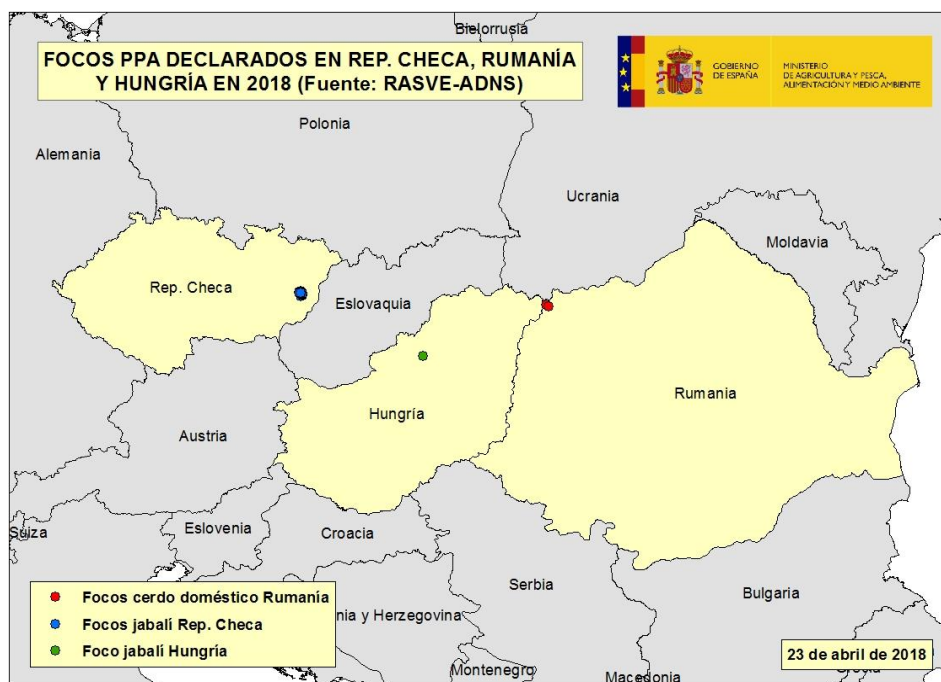 Bielorrusia
FOCOS PPA DECLARADOS EN REP. CHECA, RUMANÍA
Y HUNGRÍA EN 2018 (Fuente: RASVE-ADNS)
GOBIERNO
DE ESPAÑA
MINISTERIO
DE AGRICULTURA Y PESCA,
ALIMENTACIÓN Y MEDIO AMBIENTE
Polonia
Alemania
Ucrania
Moldavia
Rep. Checa
Eslovaquia
Rumania
Hungría
Austria
Suiza
Eslovenia
Croacia
Serbia
Bulgaria
nia y Herzegovina
Montenegro
Macedonia
Focos cerdo doméstico Rumanía
Focos jabalí Rep. Checa
Foco jabalí Hungría
23 de abril de 2018